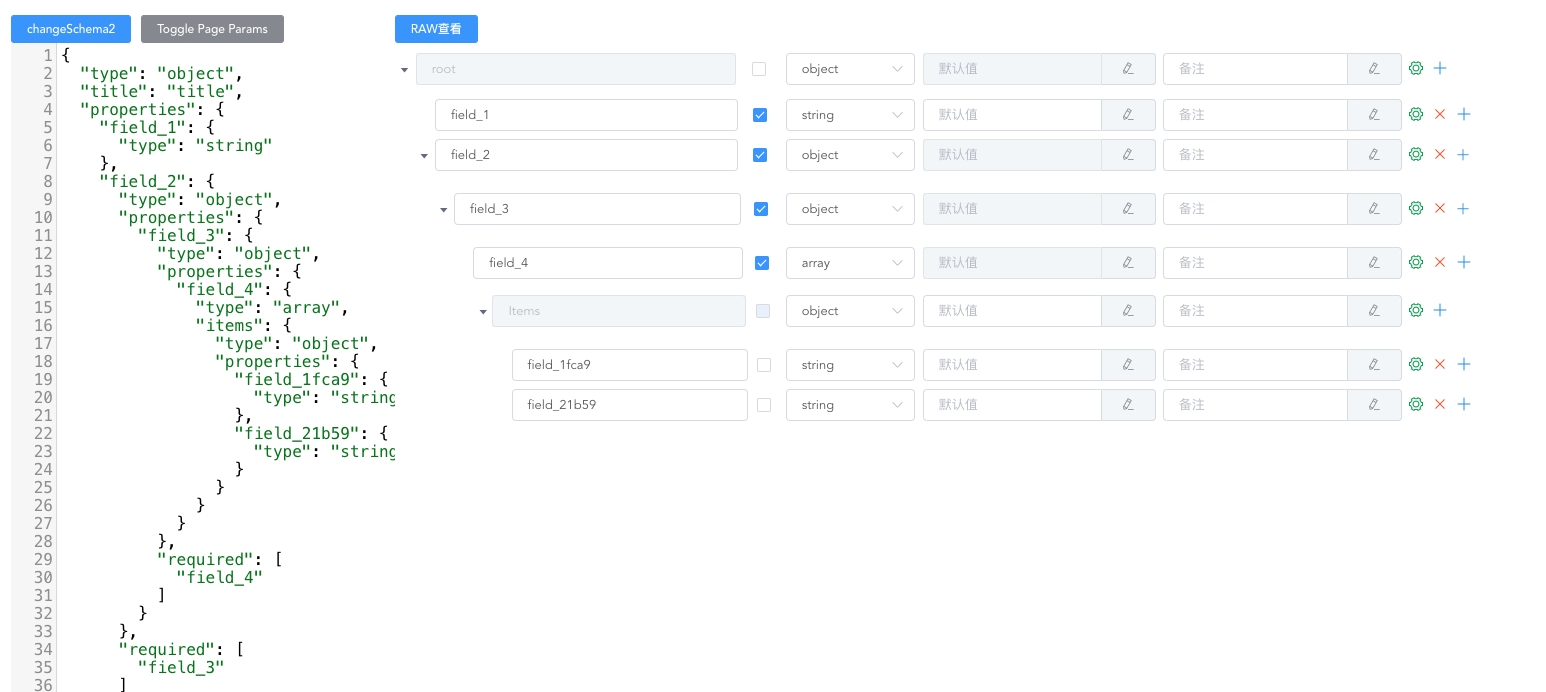 changeSchema2 Toggle Page Params RAW查看
1 {
2 "type": "object",
3 "title": "title",
4 "properties": {
5 "field_1": {
6 "type": "string"
7 },
8 "field_2": {
9 "type": "object",
10 "properties": {
11 "field_3": {
12 "type": "object",
13 "properties": {
14 "field_4": {
15 "type": "array",
16 "items": {
17 "type": "object",
18 "properties": {
19 "field_1fca9": {
20 "type": "string
21 },
22 "field_21b59": {
23 "type": "string
24 }
25 }
26 }
27 }
28 },
29 "required": [
30 "field_4"
31 ]
32 }
33 },
34 "required": [
35 "field_3"
36 ]
root object 默认值 备注
field_1 string 默认值 备注
field_2 object 默认值 备注
field_3 object 默认值 备注
field_4 array 默认值 备注
Items object 默认值 备注
field_1fca9 string 默认值 备注
field_21b59 string 默认值 备注